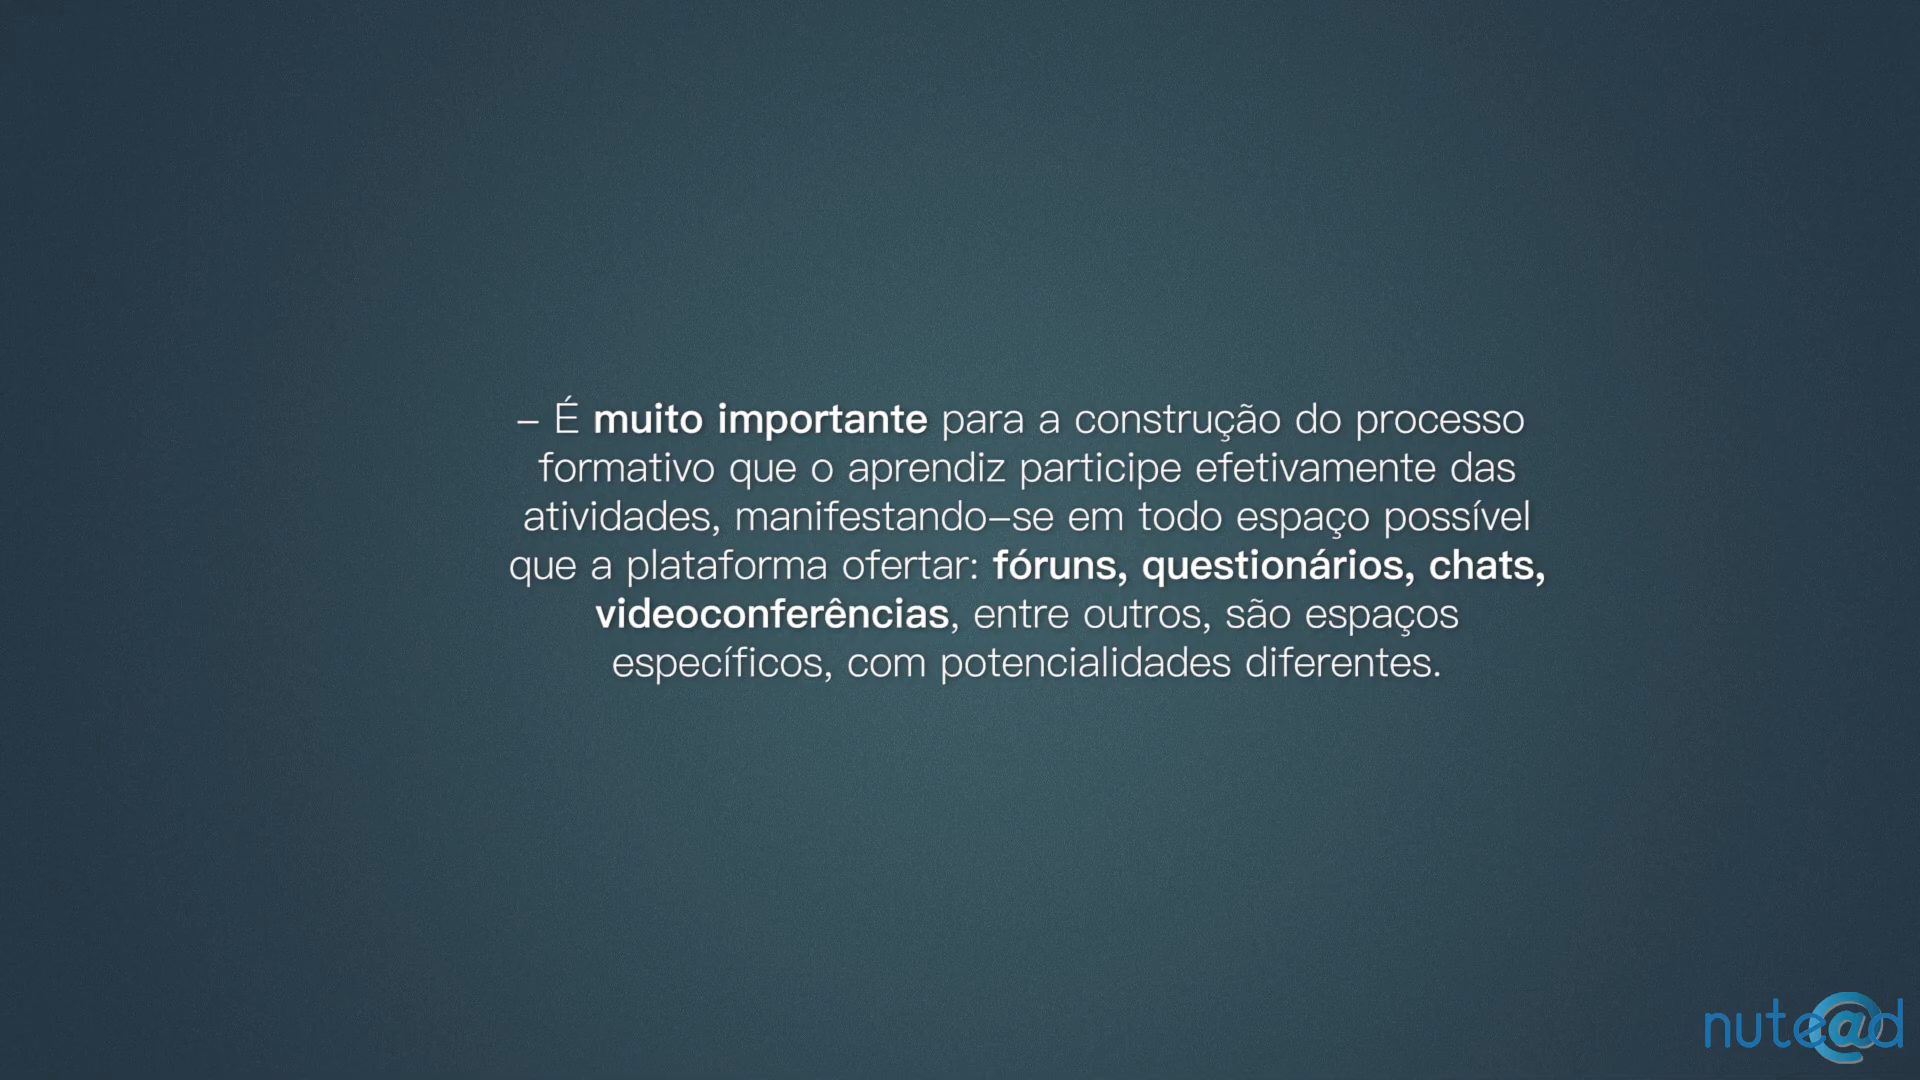 – É muito importante para a construção do processo
formativo que o aprendiz participe efetivamente das
atividades, manifestando–se em todo espaço possível
que a plataforma ofertar: fóruns, questionários, chats,
videoconferências, entre outros, são espaços
específicos, com potencialidades diferentes.
nute@d